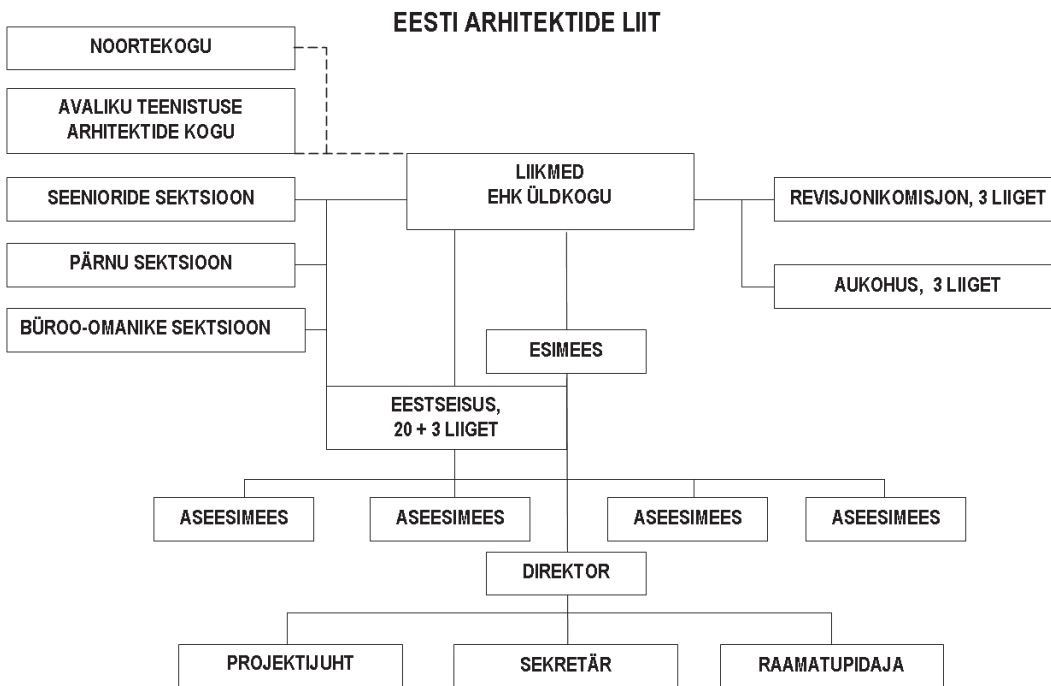 EESTI ARHITEKTIDE LIIT
NOORTEKOGU
AVALIKU TEENISTUSE
ARHITEKTIDE KOGU
LIIKMED
EHK ÜLDKOGU
SEENIORIDE SEKTSIOON
REVISJONIKOMISJON, 3 LIIGET
PÄRNU SEKTSIOON
AUKOHUS, 3 LIIGET
BÜROO-OMANIKE SEKTSIOON
ESIMEES
EESTSEISUS,
20 + 3 LIIGET
ASEESIMEES
ASEESIMEES
ASEESIMEES
ASEESIMEES
DIREKTOR
PROJEKTIJUHT
SEKRETÄR
RAAMATUPIDAJA